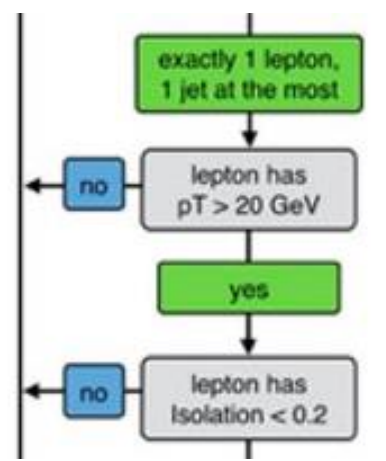 exactly 1 lepton,
1 jet at the most
no
lepton has
pT > 20 GeV
yes
no
lepton has
Isolation < 0.2